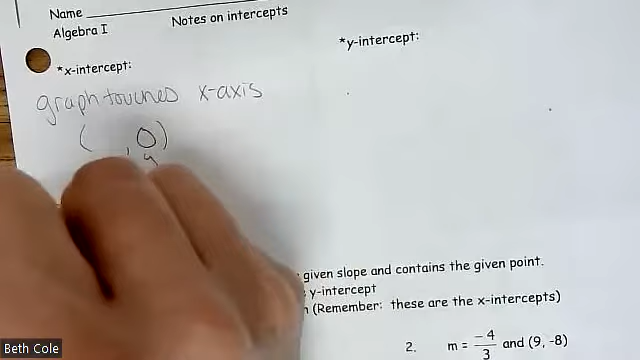 Name
Algebra I
Notes on intercepts
*x-intercept:
*y-intercept:
graph touches x-axis
( , 0)
y
given slope and contains the given point.
y-intercept
(Remember: these are the x-intercepts)
2. m = -4/3 and (9, -8)
Beth Cole